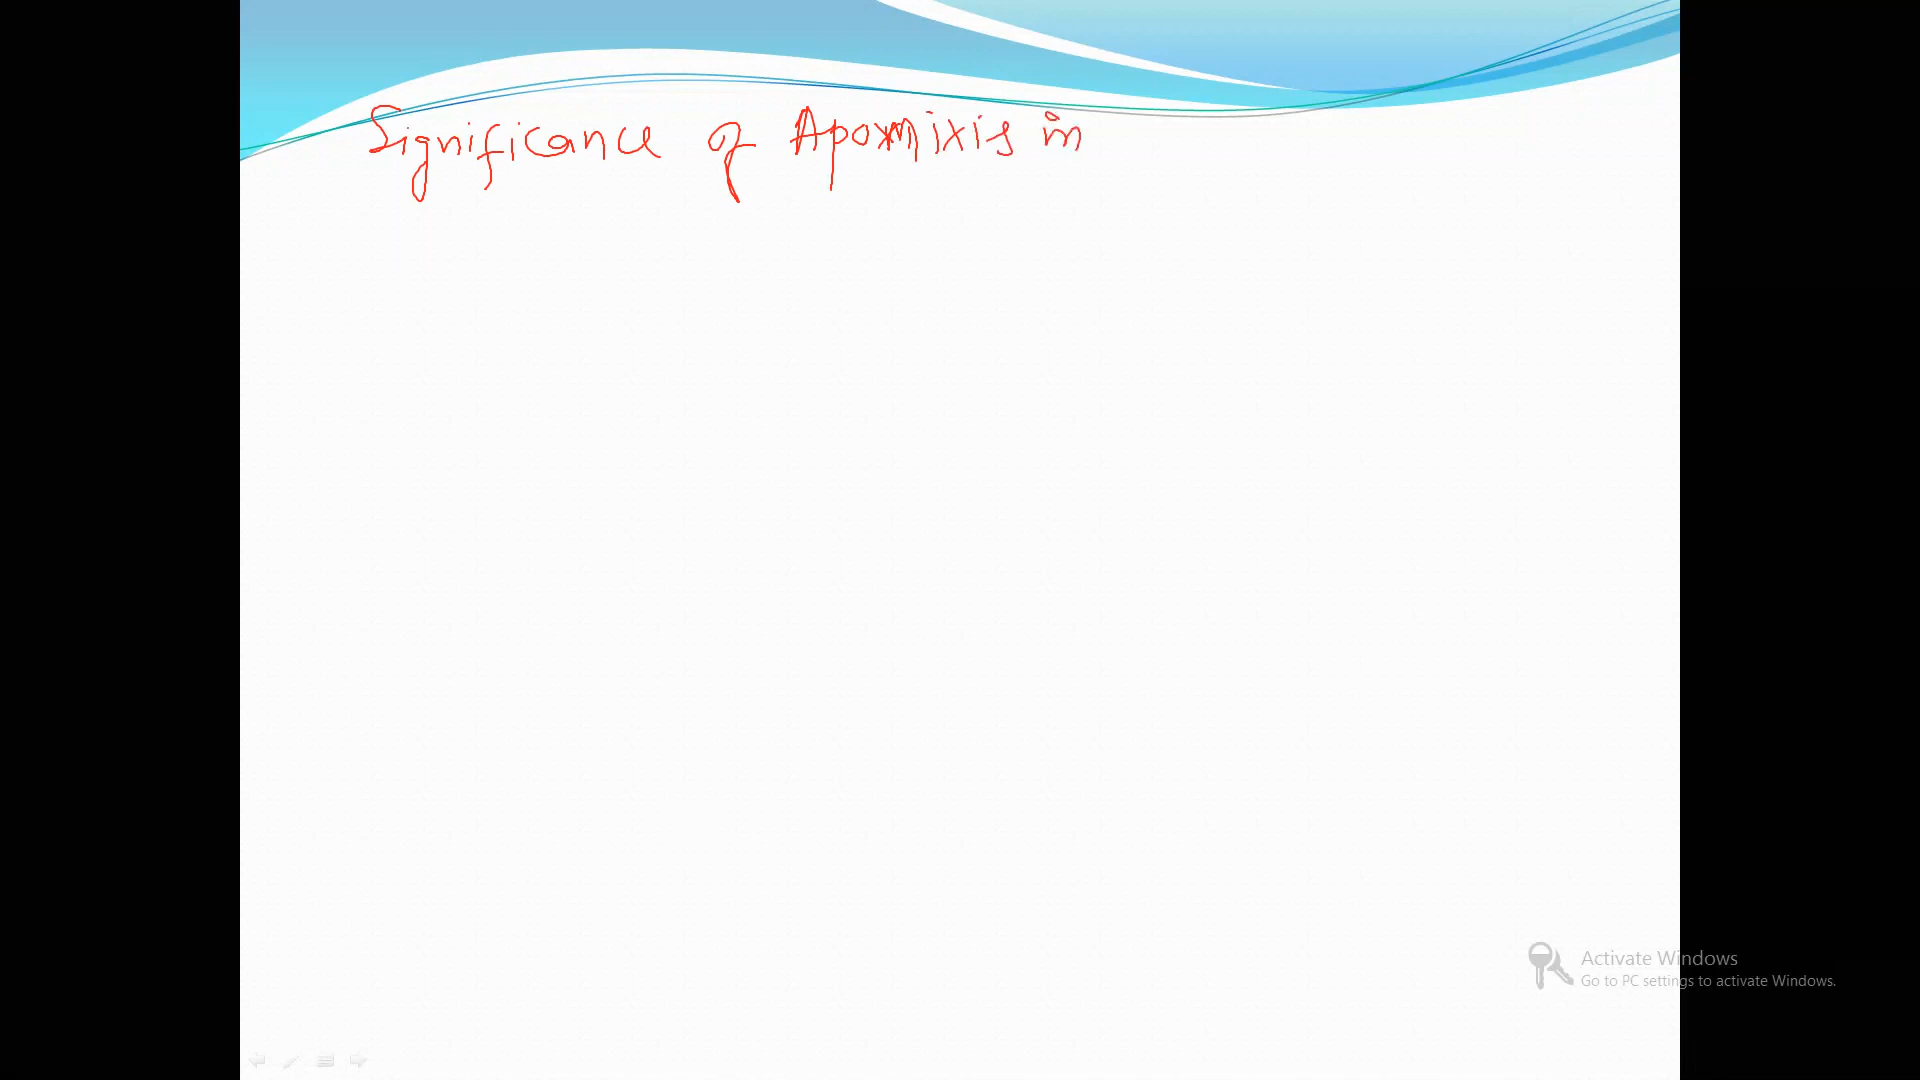 Significance of Apomixis in
Activate Windows
Go to PC settings to activate Windows.